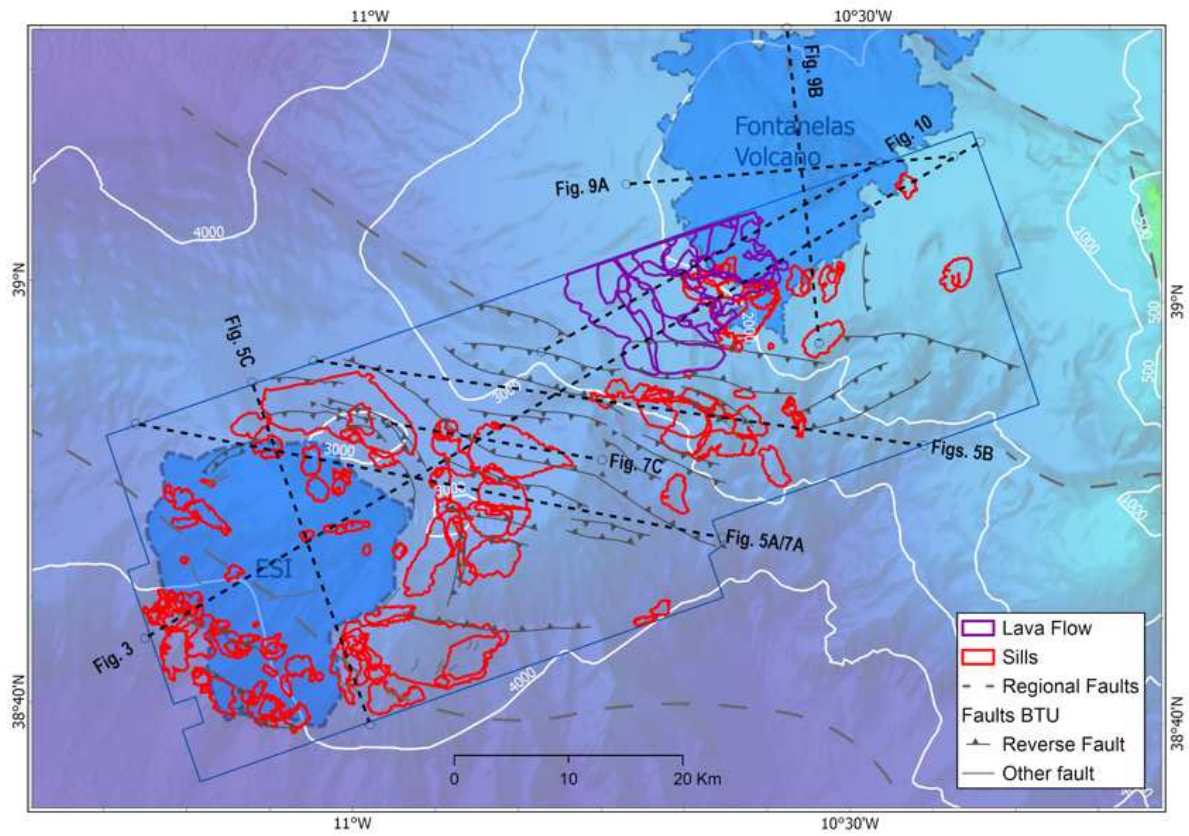 11°W
10°30'W
Fig. 9B
Fontanelas
Volcano
Fig. 10
Fig. 9A
4000
1000
500
500
39°N
39°N
2000
Fig. 5C
3000
3000
Fig. 7C
Figs. 5B
3000
1000
Fig. 5A/7A
ESI
Fig. 3
4000
38°40'N
38°40'N
Lava Flow
Sills
Regional Faults
Faults BTU
Reverse Fault
Other fault
0 10 20 Km
11°W
10°30'W